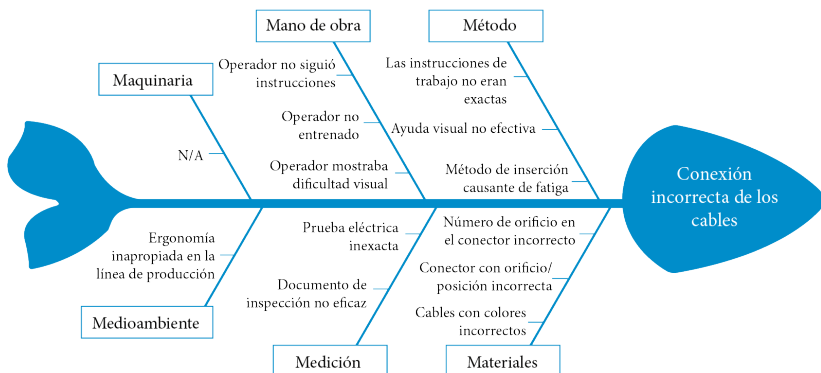 Mano de obra
Método
Maquinaria
Operador no siguió
instrucciones
Operador no
entrenado
Operador mostraba
dificultad visual
Las instrucciones de
trabajo no eran
exactas
Ayuda visual no efectiva
Método de inserción
causante de fatiga
N/A
Conexión
incorrecta de los
cables
Ergonomía
inapropiada en la
línea de producción
Prueba eléctrica
inexacta
Documento de
inspección no eficaz
Número de orificio en
el conector incorrecto
Conector con orificio/
posición incorrecta
Cables con colores
incorrectos
Medioambiente
Medición
Materiales